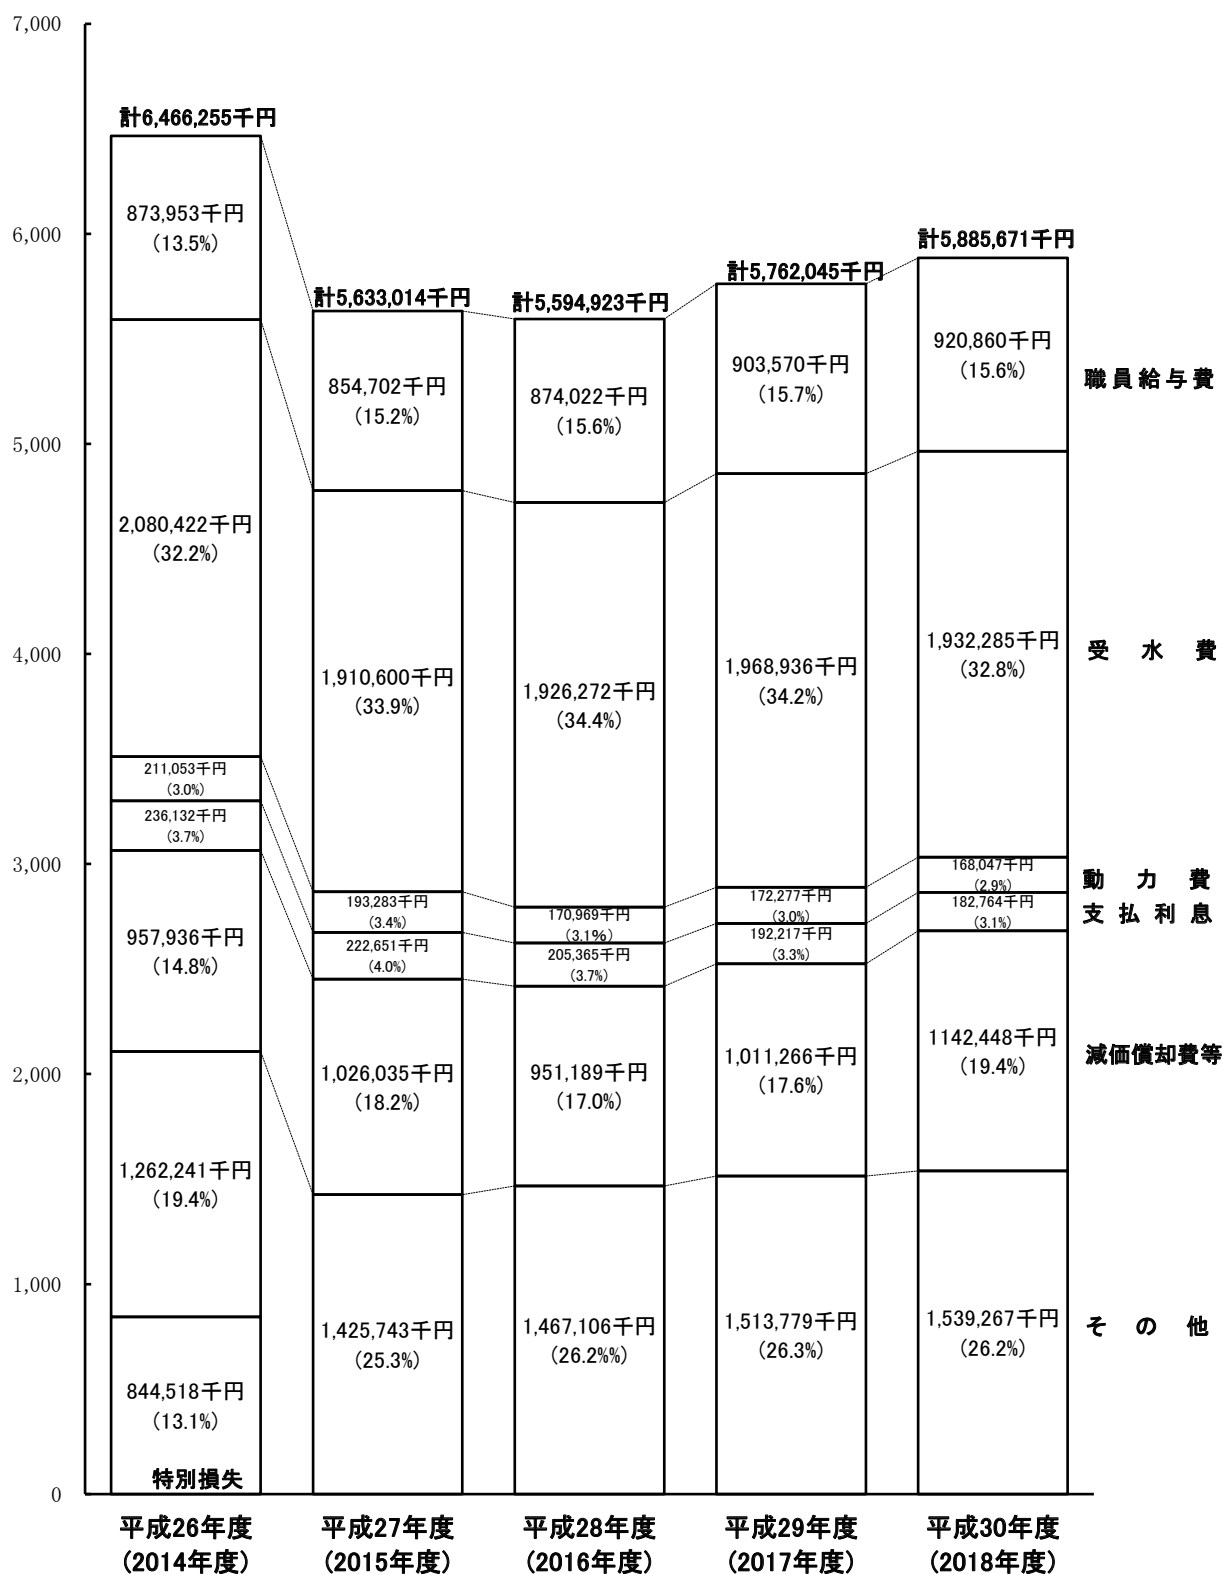 7,000
6,000
5,000
4,000
3,000
2,000
1,000
0
計6,466,255千円
873,953千円
(13.5%)
2,080,422千円
(32.2%)
211,053千円
(3.0%)
236,132千円
(3.7%)
957,936千円
(14.8%)
1,262,241千円
(19.4%)
844,518千円
(13.1%)
特別損失
平成26年度
(2014年度)
計5,633,014千円
854,702千円
(15.2%)
1,910,600千円
(33.9%)
193,283千円
(3.4%)
222,651千円
(4.0%)
1,026,035千円
(18.2%)
1,425,743千円
(25.3%)
平成27年度
(2015年度)
計5,594,923千円
874,022千円
(15.6%)
1,926,272千円
(34.4%)
170,969千円
(3.1%)
205,365千円
(3.7%)
951,189千円
(17.0%)
1,467,106千円
(26.2%%)
平成28年度
(2016年度)
計5,762,045千円
903,570千円
(15.7%)
1,968,936千円
(34.2%)
172,277千円
(3.0%)
192,217千円
(3.3%)
1,011,266千円
(17.6%)
1,513,779千円
(26.3%)
平成29年度
(2017年度)
計5,885,671千円
920,860千円
(15.6%)
1,932,285千円
(32.8%)
168,047千円
(2.9%)
182,764千円
(3.1%)
1142,448千円
(19.4%)
1,539,267千円
(26.2%)
平成30年度
(2018年度)
職員給与費
受水費
動力費
支払利息
減価償却費等
その他